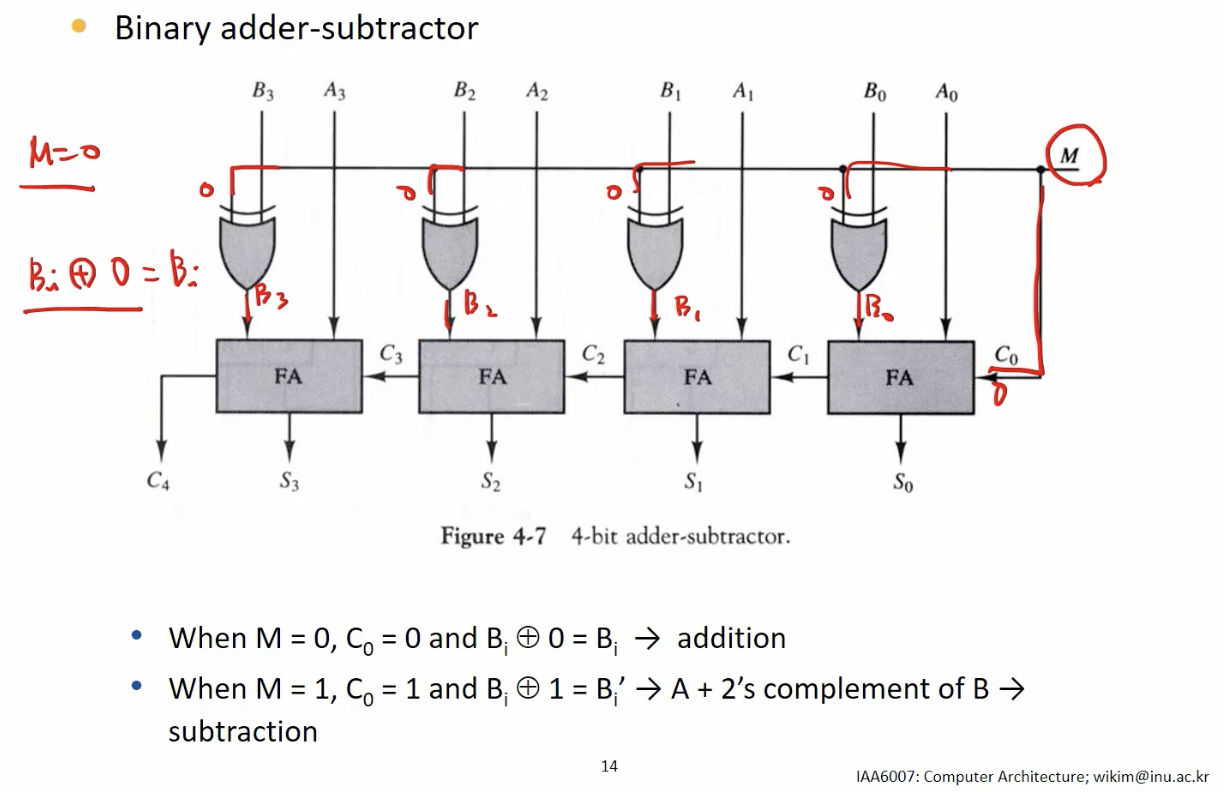 • Binary adder-subtractor
B₃ A₃ B₂ A₂ B₁ A₁ B₀ A₀
M=0
M
0 0 0 0
Bᵢ ⊕ 0 = Bᵢ
B₃ B₂ B₁ B₀
C₃ C₂ C₁ C₀
FA FA FA FA
0
C₄ S₃ S₂ S₁ S₀
Figure 4-7 4-bit adder-subtractor.
• When M = 0, C₀ = 0 and Bᵢ ⊕ 0 = Bᵢ → addition
• When M = 1, C₀ = 1 and Bᵢ ⊕ 1 = Bᵢ’ → A + 2’s complement of B →
subtraction
14
IAA6007: Computer Architecture; wikim@inu.ac.kr